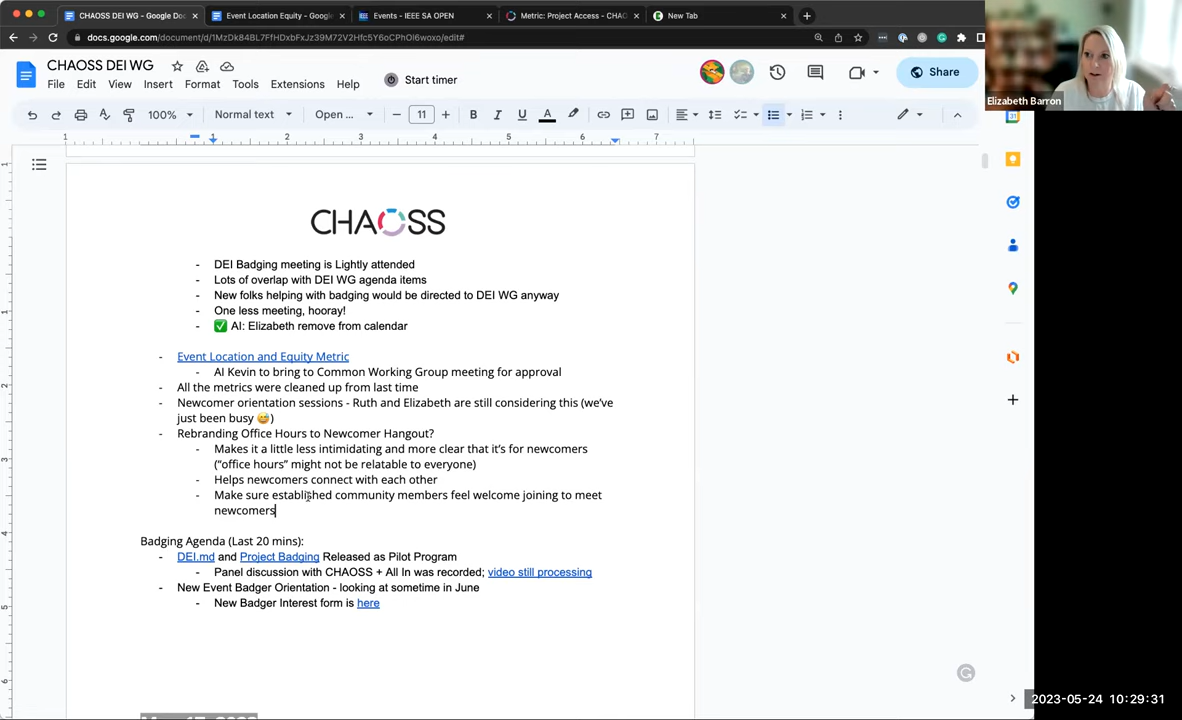 CHAOSS DEI WG - Google Doc
Event Location Equity - Google
Events - IEEE SA OPEN
Metric: Project Access - CHAO
New Tab
docs.google.com/document/d/1MzDk84BL7FfHDxbFxJz39M72V2Hfc5Y6oCPhOl6woxo/edit#
CHAOSS DEI WG
File Edit View Insert Format Tools Extensions Help
Start timer
Share
Elizabeth Barron
100%
Normal text
Open ...
11
CHAOSS
- DEI Badging meeting is Lightly attended
- Lots of overlap with DEI WG agenda items
- New folks helping with badging would be directed to DEI WG anyway
- One less meeting, hooray!
- ✅ AI: Elizabeth remove from calendar
- Event Location and Equity Metric
- AI Kevin to bring to Common Working Group meeting for approval
- All the metrics were cleaned up from last time
- Newcomer orientation sessions - Ruth and Elizabeth are still considering this (we've
just been busy 😅)
- Rebranding Office Hours to Newcomer Hangout?
- Makes it a little less intimidating and more clear that it's for newcomers
("office hours" might not be relatable to everyone)
- Helps newcomers connect with each other
- Make sure established community members feel welcome joining to meet
newcomers
Badging Agenda (Last 20 mins):
- DEI.md and Project Badging Released as Pilot Program
- Panel discussion with CHAOSS + All In was recorded; video still processing
- New Event Badger Orientation - looking at sometime in June
- New Badger Interest form is here
2023-05-24 10:29:31